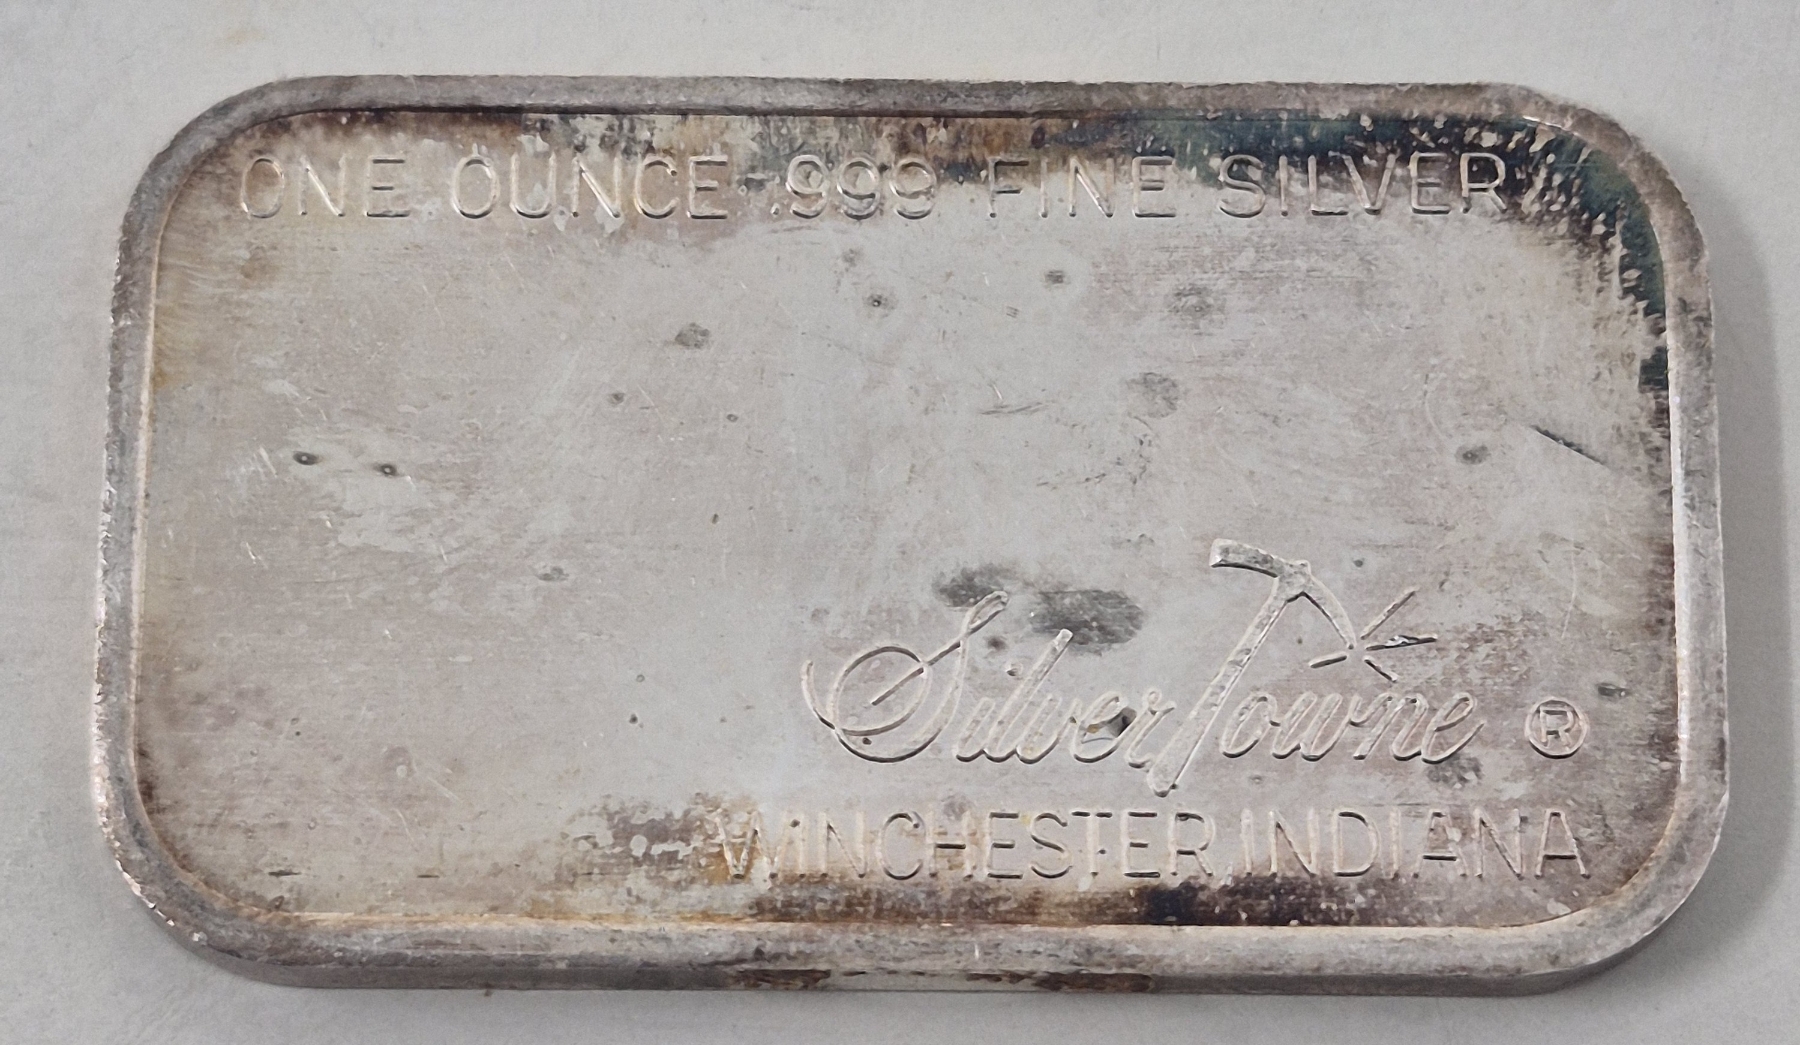 ONE OUNCE .999 FINE SILVER
SilverTowne ®
WINCHESTER, INDIANA